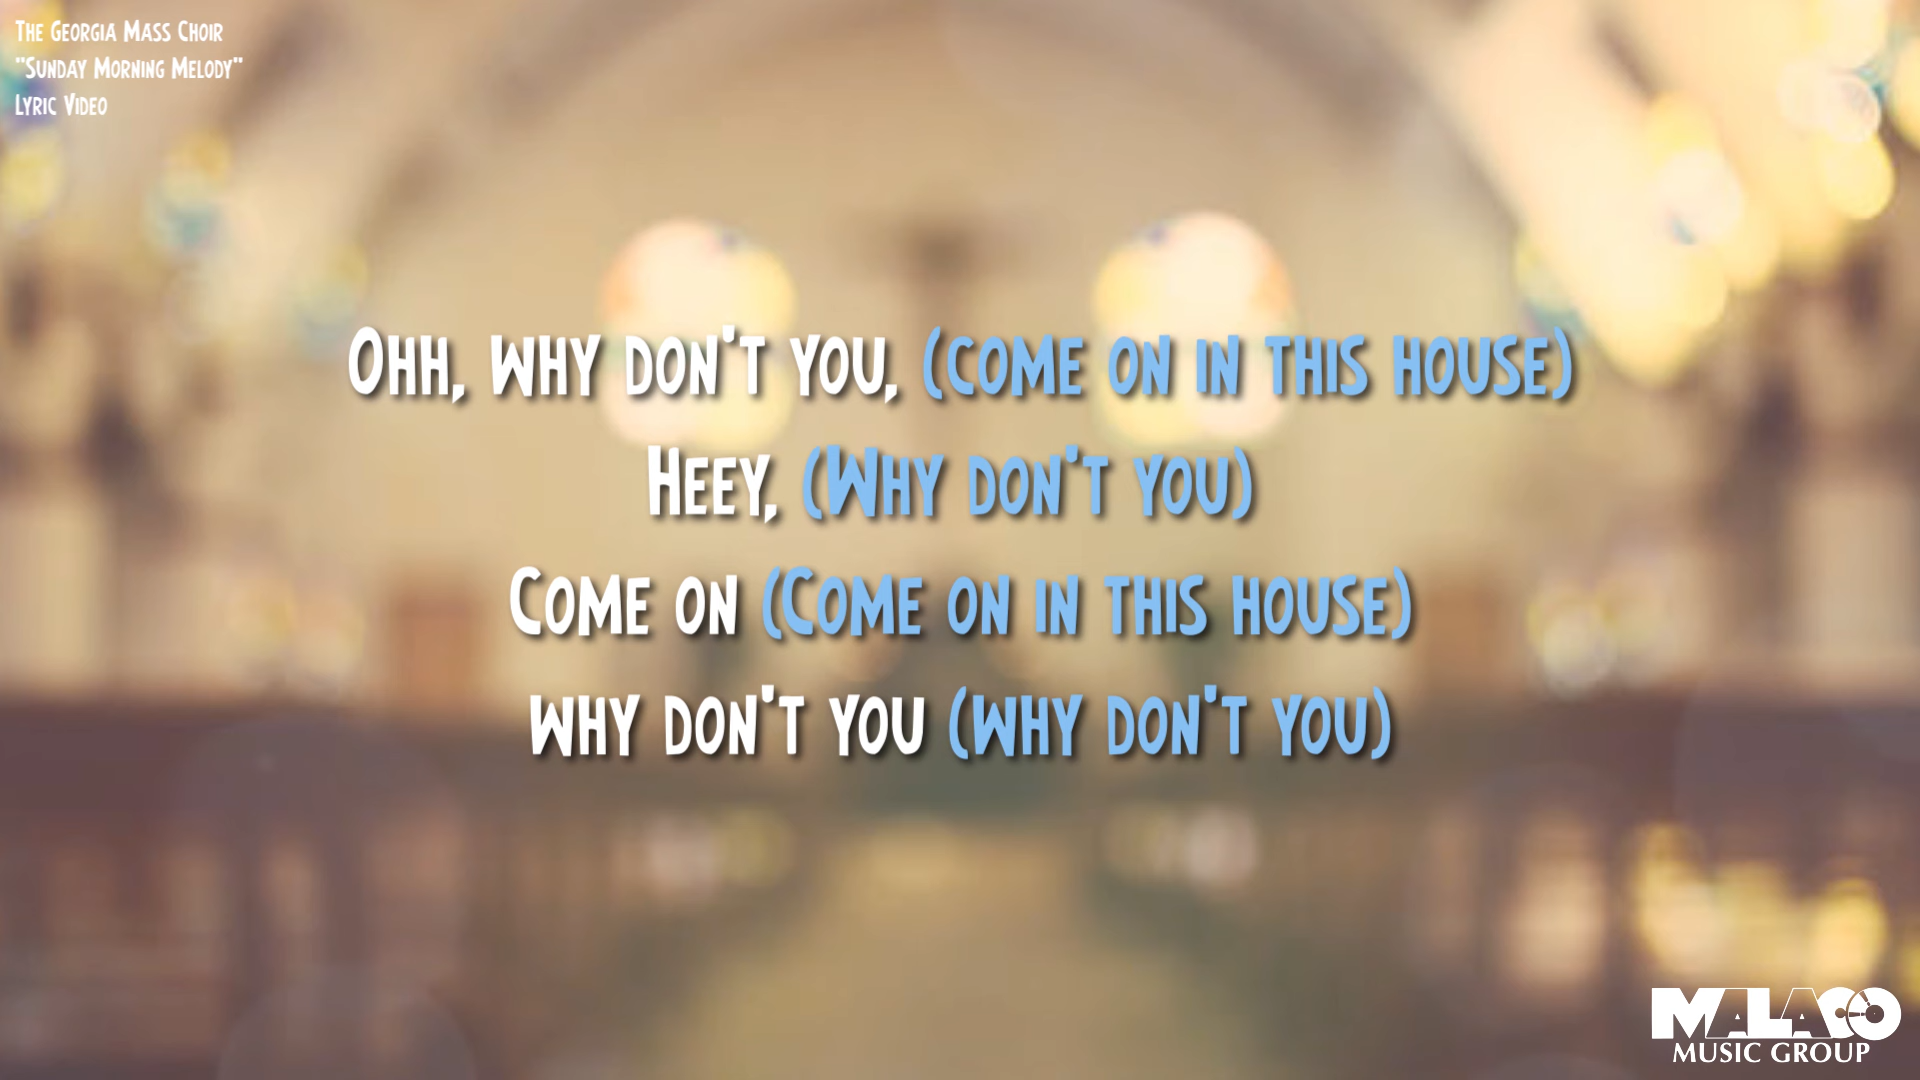 The Georgia Mass Choir
"Sunday Morning Melody"
Lyric Video
Ohh, why don't you, (come on in this house)
Heey, (Why don't you)
Come on (Come on in this house)
why don't you (why don't you)
MALACO
MUSIC GROUP